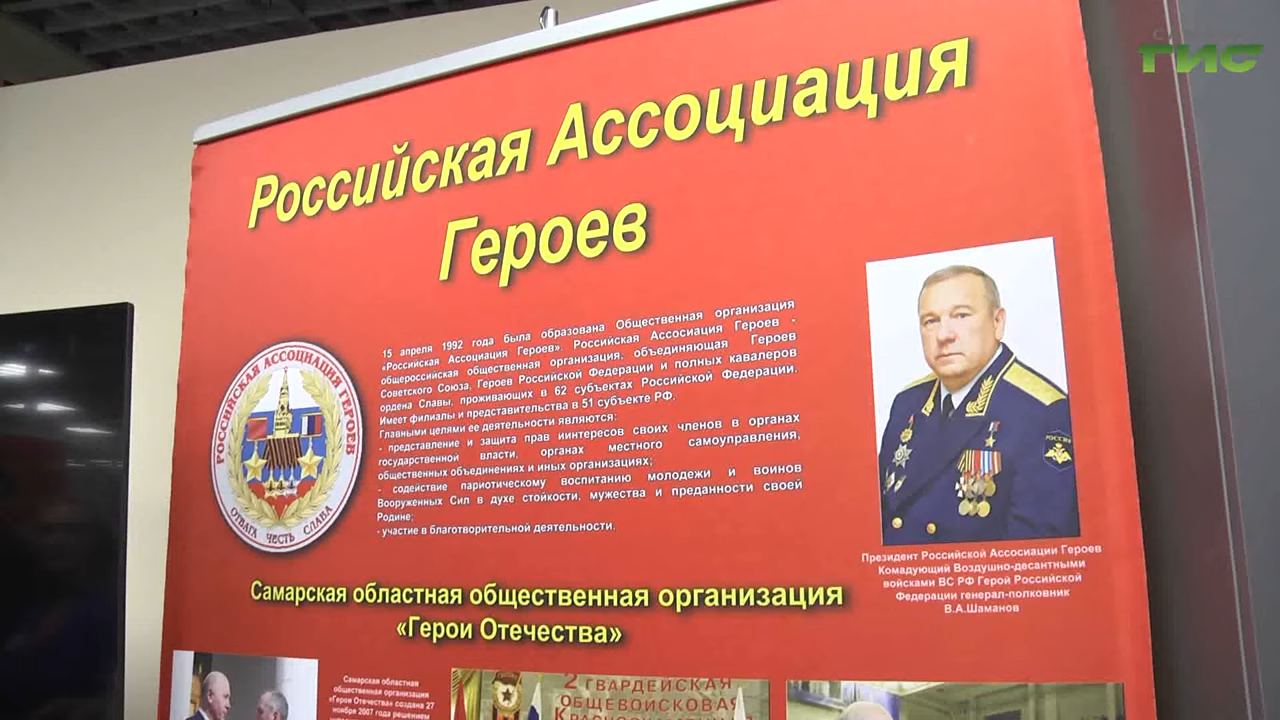 ГИС
Российская Ассоциация
Героев
15 апреля 1992 года была образована Общественная организация
«Российская Ассоциация Героев». Российская Ассоциация Героев -
общероссийская общественная организация, объединяющая Героев
Советского Союза, Героев Российской Федерации и полных кавалеров
ордена Славы, проживающих в 62 субъектах Российской Федерации.
Имеет филиалы и представительства в 51 субъекте РФ.
Главными целями ее деятельности являются:
- представление и защита прав иинтересов своих членов в органах
государственной власти, органах местного самоуправления,
общественных объединениях и иных организациях;
- содействие париотическому воспитанию молодежи и воинов
Вооруженных Сил в духе стойкости, мужества и преданности своей
Родине;
- участие в благотворительной деятельности.
РОССИЙСКАЯ АССОЦИАЦИЯ ГЕРОЕВ
ОТВАГА ЧЕСТЬ СЛАВА
РОССИЯ
Президент Российской Ассосиации Героев
Комадующий Воздушно-десантными
войсками ВС РФ Герой Российской
Федерации генерал-полковник
В.А.Шаманов
Самарская областная общественная организация
«Герои Отечества»
Самарская областная
общественная организация
«Герои Отечества» создана 27
ноября 2007 года решением
2 ГВАРДЕЙСКАЯ
ОБЩЕВОЙСКОВАЯ